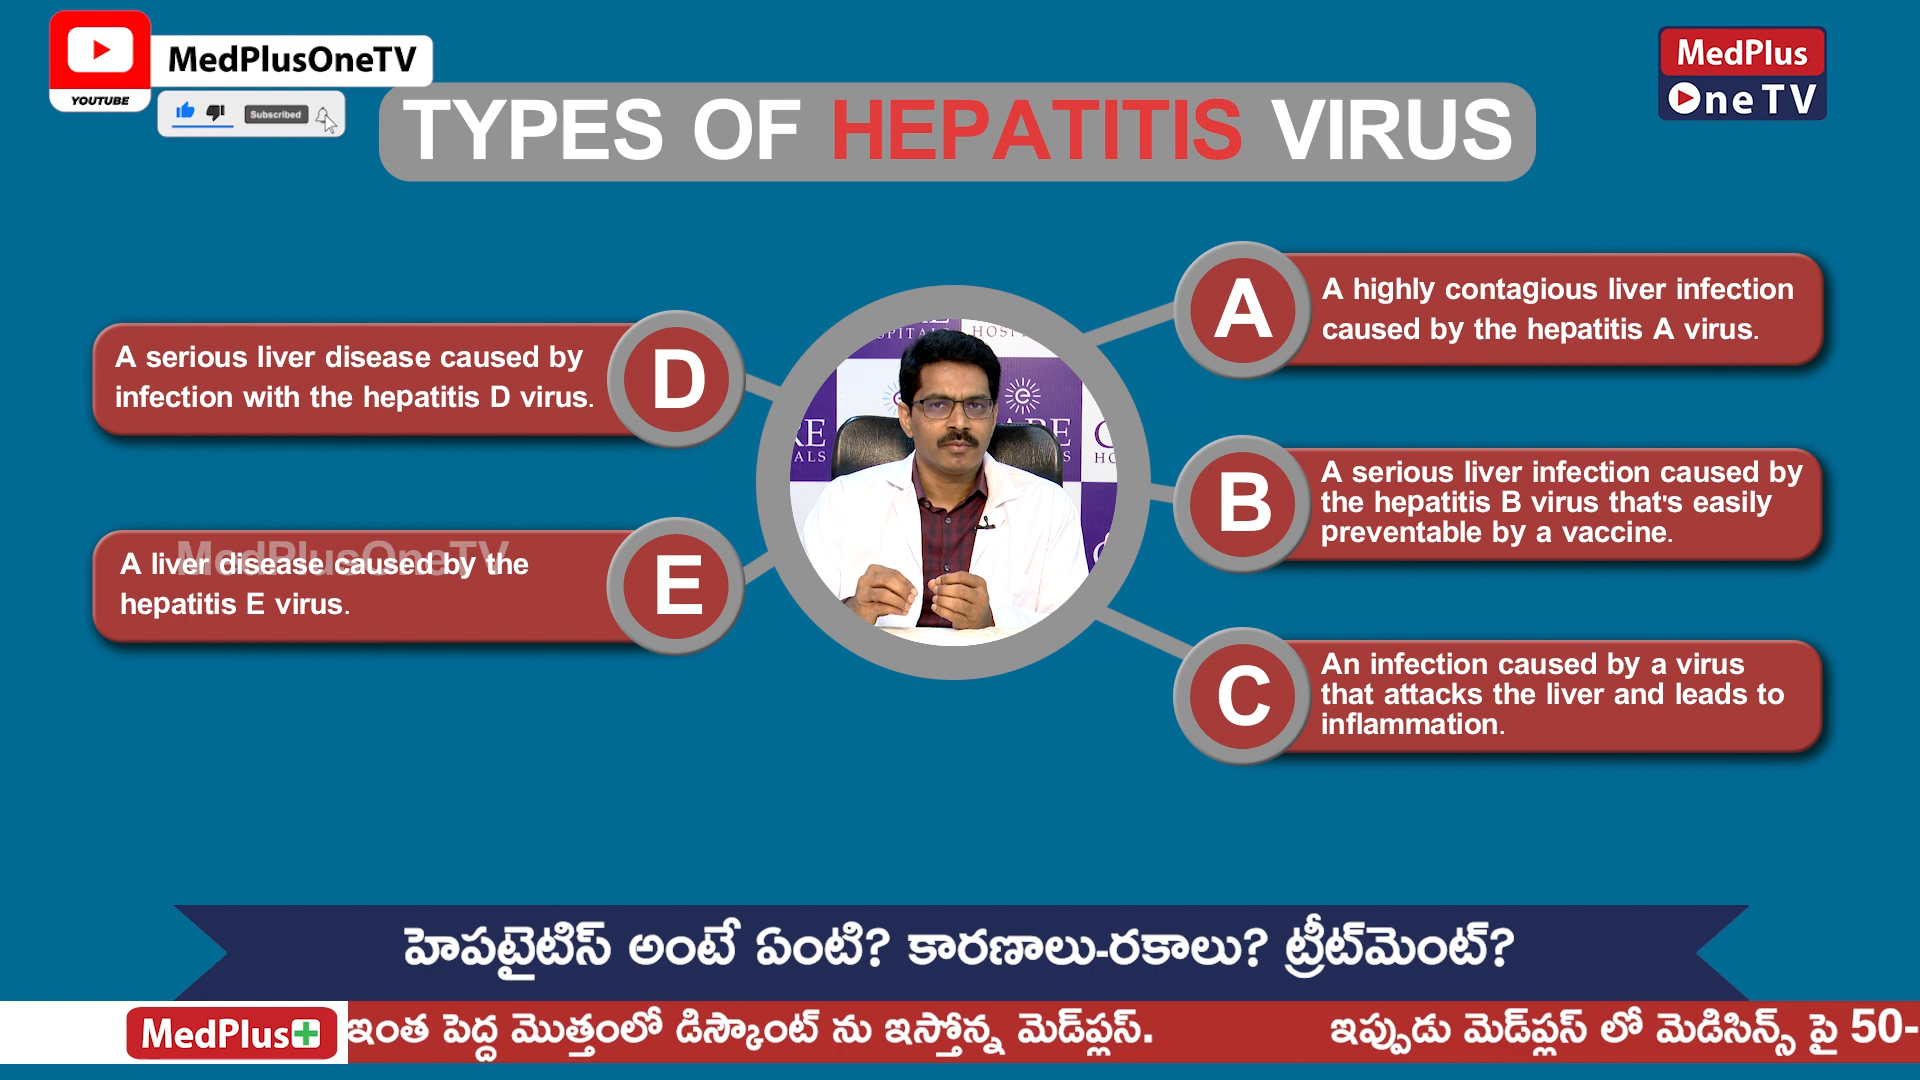 YOUTUBE
MedPlusOneTV
Subscribed
MedPlus
One TV
TYPES OF HEPATITIS VIRUS
A
A highly contagious liver infection
caused by the hepatitis A virus.
A serious liver disease caused by
infection with the hepatitis D virus.
D
B
A serious liver infection caused by
the hepatitis B virus that's easily
preventable by a vaccine.
MedPlusOneTV
A liver disease caused by the
hepatitis E virus.
E
C
An infection caused by a virus
that attacks the liver and leads to
inflammation.
హెపటైటిస్ అంటే ఏంటి? కారణాలు-రకాలు? ట్రీట్‌మెంట్?
MedPlus
ఇంత పెద్ద మొత్తంలో డిస్కౌంట్ ను ఇస్తోన్న మెడ్‌ప్లస్. ఇప్పుడు మెడ్‌ప్లస్ లో మెడిసిన్స్ పై 50-